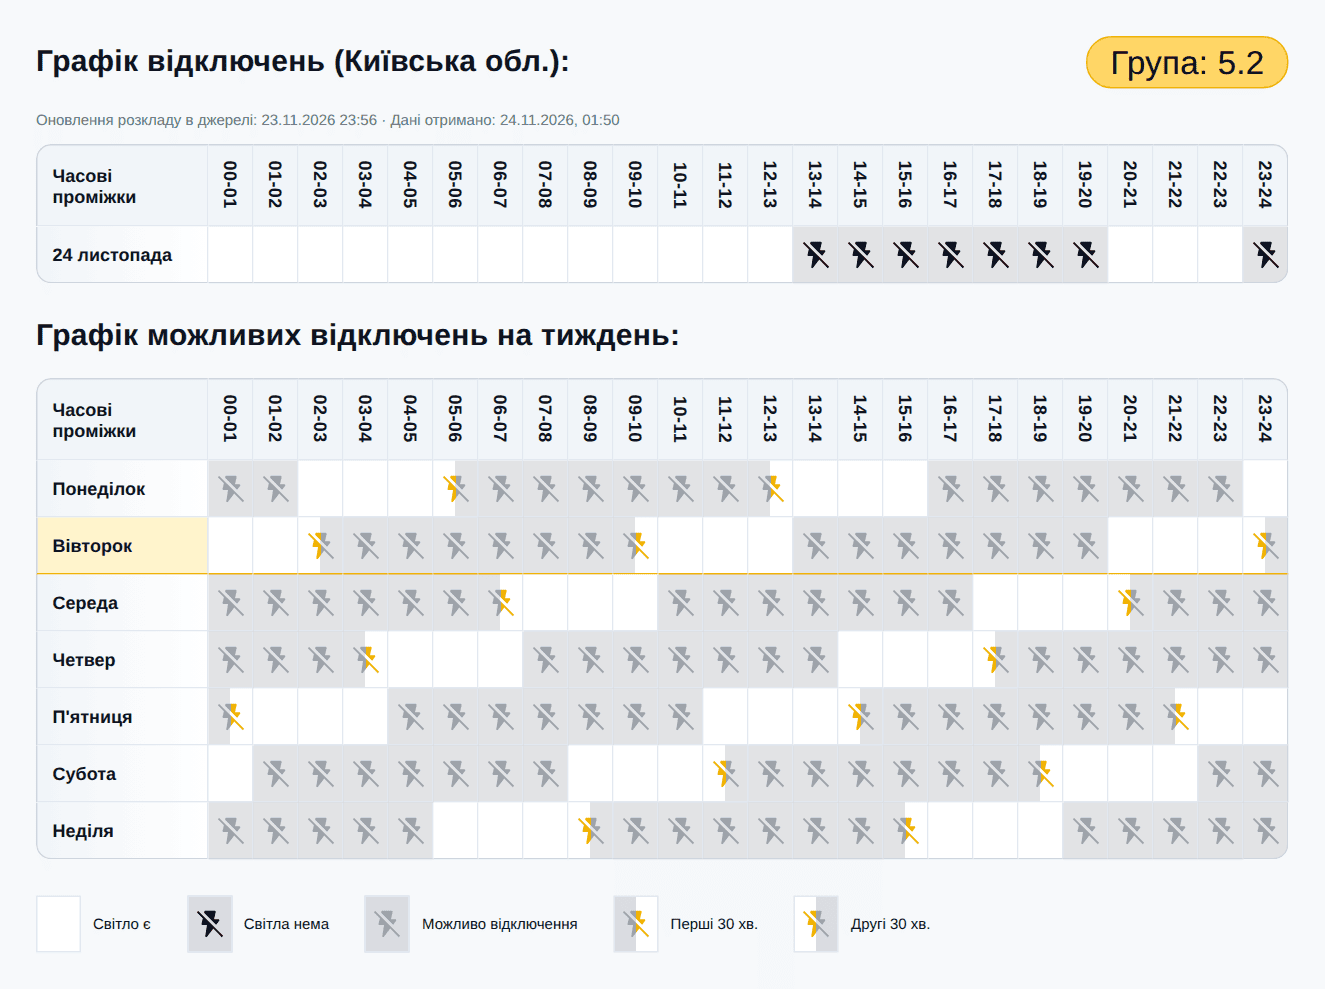 Графік відключень (Київська обл.):
Група: 5.2
Оновлення розкладу в джерелі: 23.11.2026 23:56 · Дані отримано: 24.11.2026, 01:50
Часові проміжки 00-01 01-02 02-03 03-04 04-05 05-06 06-07 07-08 08-09 09-10 10-11 11-12 12-13 13-14 14-15 15-16 16-17 17-18 18-19 19-20 20-21 21-22 22-23 23-24
24 листопада
Графік можливих відключень на тиждень:
Часові проміжки 00-01 01-02 02-03 03-04 04-05 05-06 06-07 07-08 08-09 09-10 10-11 11-12 12-13 13-14 14-15 15-16 16-17 17-18 18-19 19-20 20-21 21-22 22-23 23-24
Понеділок
Вівторок
Середа
Четвер
П'ятниця
Субота
Неділя
Світло є
Світла нема
Можливо відключення
Перші 30 хв.
Другі 30 хв.